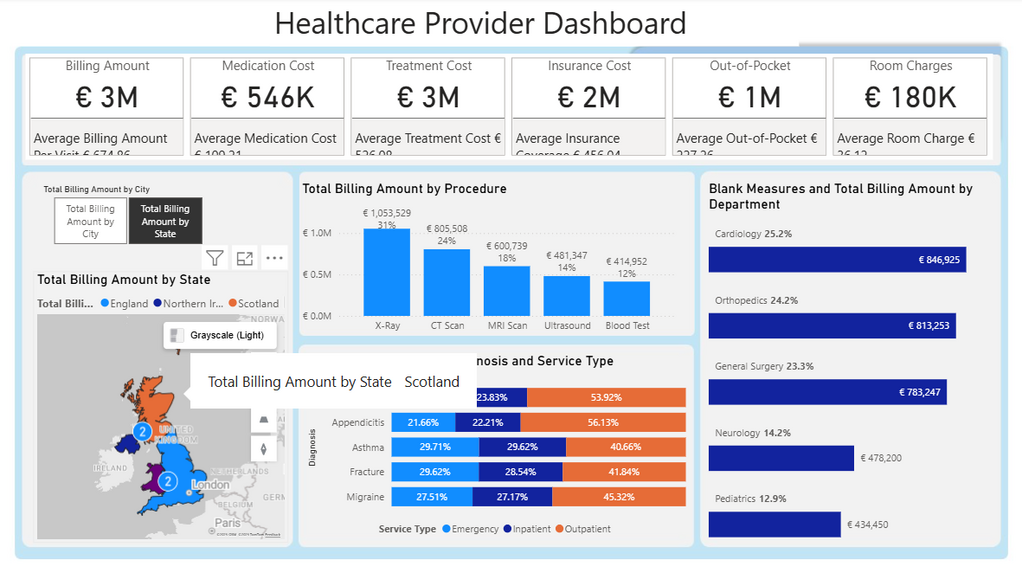 Healthcare Provider Dashboard
Billing Amount
€ 3M
Average Billing Amount
Per Visit € 674.86
Medication Cost
€ 546K
Average Medication Cost
Treatment Cost
€ 3M
Average Treatment Cost €
Insurance Cost
€ 2M
Average Insurance
Coverage € 456.04
Out-of-Pocket
€ 1M
Average Out-of-Pocket €
Room Charges
€ 180K
Average Room Charge €
Total Billing Amount by City
Total Billing
Amount by
City
Total Billing
Amount by
State
Total Billing Amount by State
Total Billi...
England
Northern Ir...
Scotland
NORWA
Grayscale (Light)
Total Billing Amount by State Scotland
2
UNITED
KINGDOM
IRELAND
2
London
NETHERLANDS
BELGIUM
GERM
Paris
Total Billing Amount by Procedure
€ 1.0M
€ 0.5M
€ 0.0M
€ 1,053,529
31%
€ 805,508
24%
€ 600,739
18%
€ 481,347
14%
€ 414,952
12%
X-Ray
CT Scan
MRI Scan
Ultrasound
Blood Test
nosis and Service Type
Diagnosis
23.83% 53.92%
Appendicitis 21.66% 22.21% 56.13%
Asthma 29.71% 29.62% 40.66%
Fracture 29.62% 28.54% 41.84%
Migraine 27.51% 27.17% 45.32%
Service Type Emergency Inpatient Outpatient
Blank Measures and Total Billing Amount by
Department
Cardiology 25.2%
€ 846,925
Orthopedics 24.2%
€ 813,253
General Surgery 23.3%
€ 783,247
Neurology 14.2%
€ 478,200
Pediatrics 12.9%
€ 434,450